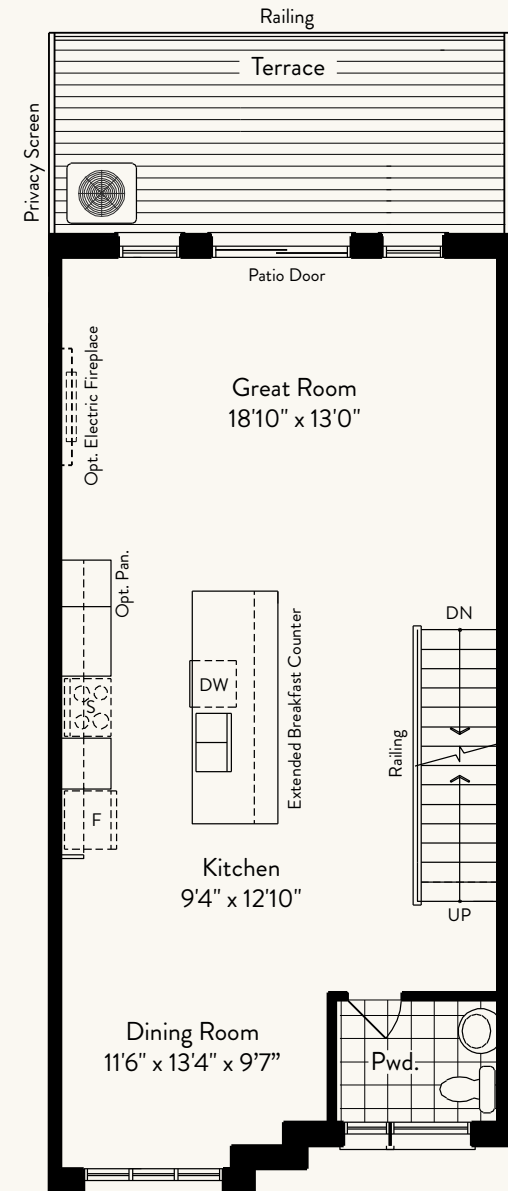 Railing
Terrace
Privacy Screen
Patio Door
Opt. Electric Fireplace
Great Room
18'10" x 13'0"
Opt. Pan.
DN
S
DW
Extended Breakfast Counter
Railing
F
Kitchen
9'4" x 12'10"
UP
Dining Room
11'6" x 13'4" x 9'7”
Pwd.